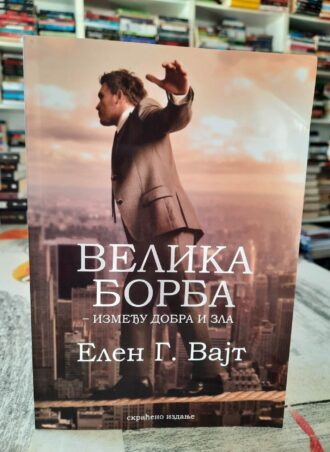 ВЕЛИКА
БОРБА
– ИЗМЕЂУ ДОБРА И ЗЛА
Елен Г. Вајт
скраћено издање